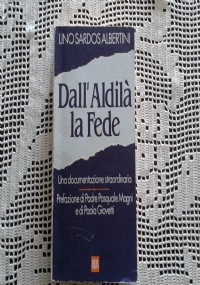 LINO SARDOS ALBERTINI
Dall'Aldilà
la Fede
Una documentazione straordinaria
Prefazione di Padre Pasquale Magni
e di Paola Giovetti